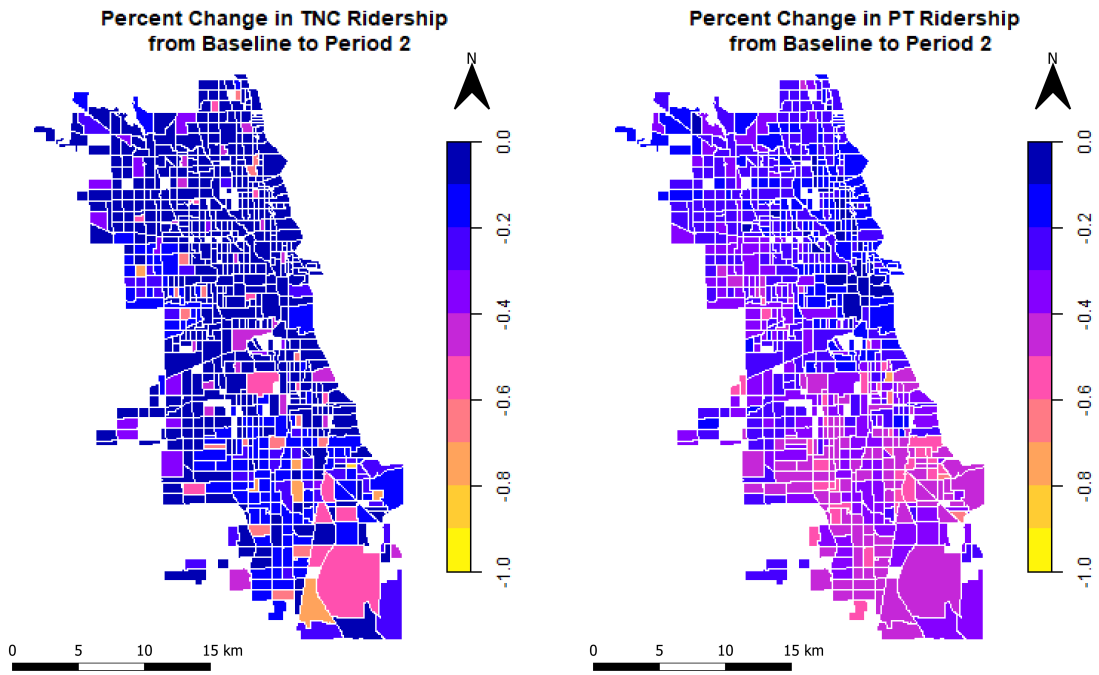 Percent Change in TNC Ridership
from Baseline to Period 2
N
0.0
-0.2
-0.4
-0.6
-0.8
-1.0
0 5 10 15 km
Percent Change in PT Ridership
from Baseline to Period 2
N
0.0
-0.2
-0.4
-0.6
-0.8
-1.0
0 5 10 15 km